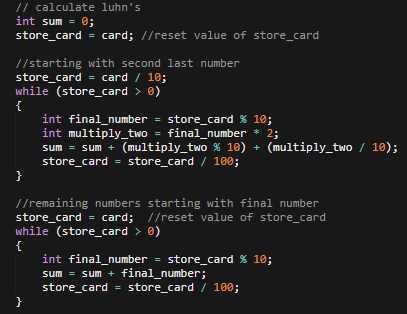 // calculate luhn's
int sum = 0;
store_card = card; //reset value of store_card

//starting with second last number
store_card = card / 10;
while (store_card > 0)
{
    int final_number = store_card % 10;
    int multiply_two = final_number * 2;
    sum = sum + (multiply_two % 10) + (multiply_two / 10);
    store_card = store_card / 100;
}

//remaining numbers starting with final number
store_card = card;  //reset value of store_card
while (store_card > 0)
{
    int final_number = store_card % 10;
    sum = sum + final_number;
    store_card = store_card / 100;
}